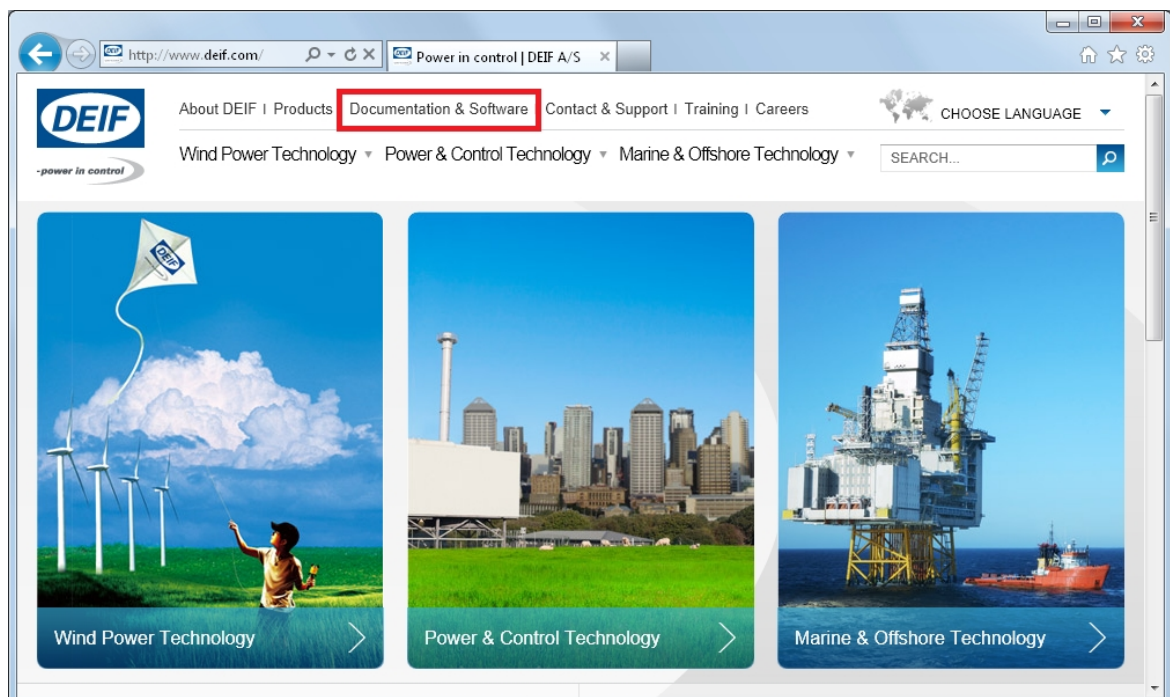 http://www.deif.com/
Power in control | DEIF A/S
DEIF
-power in control
About DEIF | Products | Documentation & Software | Contact & Support | Training | Careers
CHOOSE LANGUAGE
Wind Power Technology Power & Control Technology Marine & Offshore Technology
SEARCH...
DEIF
Wind Power Technology
Power & Control Technology
Marine & Offshore Technology